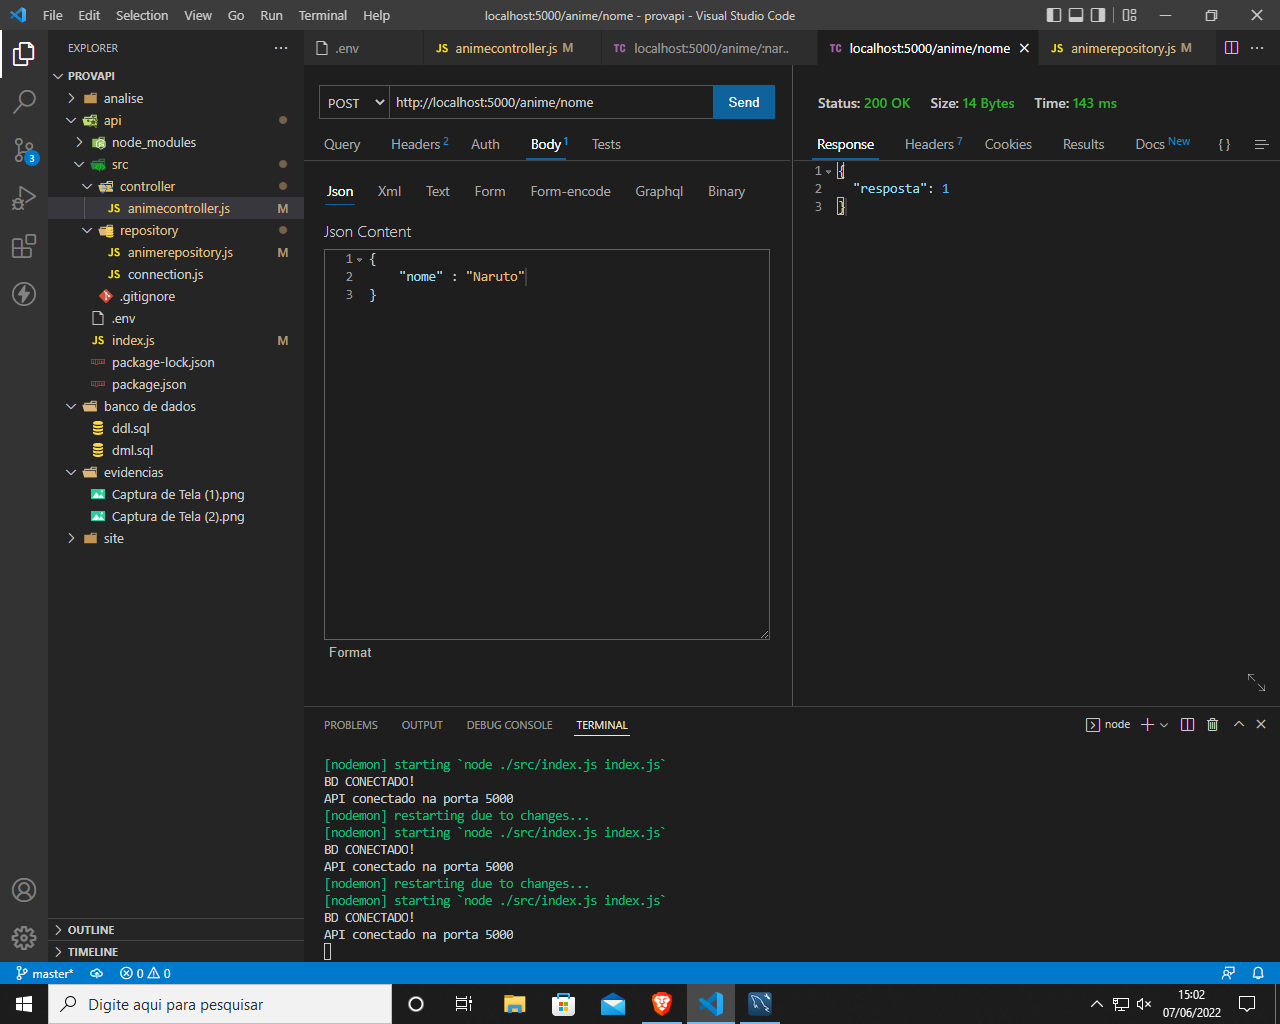 File Edit Selection View Go Run Terminal Help localhost:5000/anime/nome - provapi - Visual Studio Code
EXPLORER
PROVAPI
analise
api
node_modules
src
controller
JS animecontroller.js M
repository
JS animerepository.js M
JS connection.js
.gitignore
.env
JS index.js M
package-lock.json
package.json
banco de dados
ddl.sql
dml.sql
evidencias
Captura de Tela (1).png
Captura de Tela (2).png
site
OUTLINE
TIMELINE
3
.env JS animecontroller.js M TC localhost:5000/anime/:nar.. TC localhost:5000/anime/nome JS animerepository.js M
POST http://localhost:5000/anime/nome Send
Query Headers 2 Auth Body 1 Tests
Json Xml Text Form Form-encode Graphql Binary
Json Content
1 {
2 "nome" : "Naruto"
3 }
Format
Status: 200 OK Size: 14 Bytes Time: 143 ms
Response Headers 7 Cookies Results Docs New { }
1 {
2 "resposta": 1
3 }
PROBLEMS OUTPUT DEBUG CONSOLE TERMINAL node
[nodemon] starting `node ./src/index.js index.js`
BD CONECTADO!
API conectado na porta 5000
[nodemon] restarting due to changes...
[nodemon] starting `node ./src/index.js index.js`
BD CONECTADO!
API conectado na porta 5000
[nodemon] restarting due to changes...
[nodemon] starting `node ./src/index.js index.js`
BD CONECTADO!
API conectado na porta 5000
master* 0 0
Digite aqui para pesquisar
15:02
07/06/2022